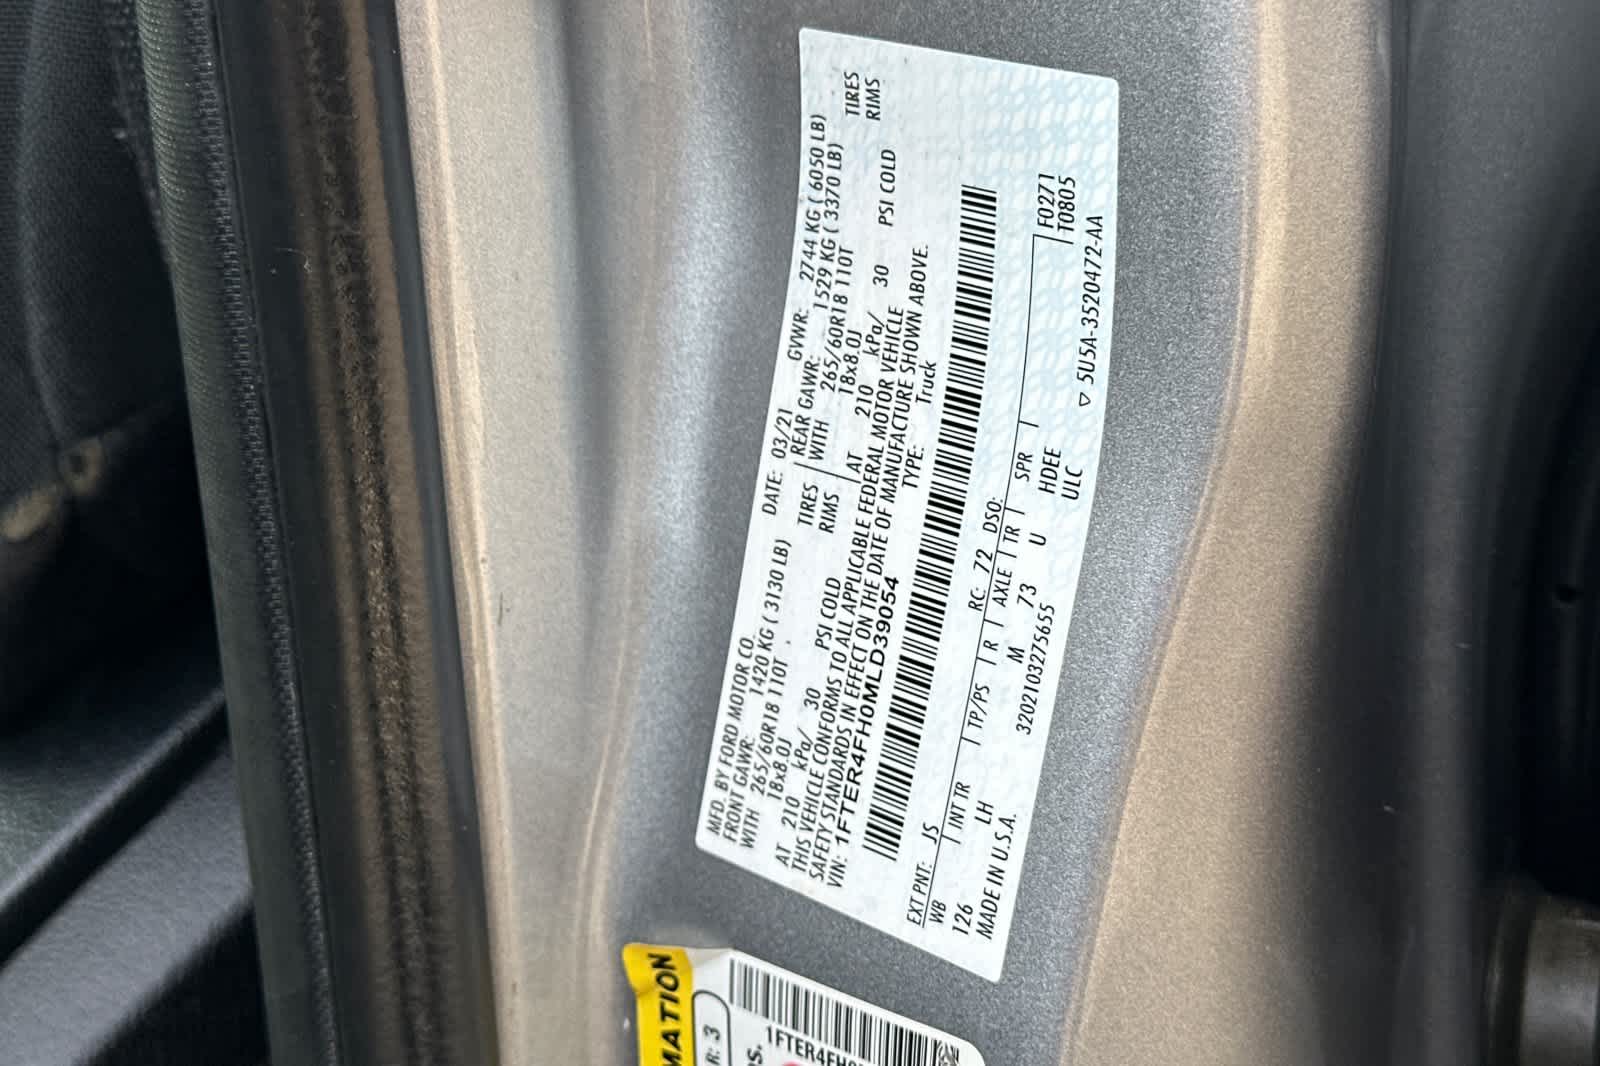 MFD. BY FORD MOTOR CO. DATE: 03/21 GVWR: 2744 KG ( 6050 LB)
FRONT GAWR: 1420 KG ( 3130 LB) REAR GAWR: 1529 KG ( 3370 LB)
WITH 265/60R18 110T TIRES WITH 265/60R18 110T TIRES
18x8.0J RIMS 18x8.0J RIMS
AT 210 kPa/ 30 PSI COLD AT 210 kPa/ 30 PSI COLD
THIS VEHICLE CONFORMS TO ALL APPLICABLE FEDERAL MOTOR VEHICLE
SAFETY STANDARDS IN EFFECT ON THE DATE OF MANUFACTURE SHOWN ABOVE.
VIN: 1FTER4FH0MLD39054 TYPE: Truck
EXT PNT: JS RC: 72 DSO: F0271
WB INT TR TP/PS R AXLE TR SPR T0805
126 LH M 73 U HDEE
MADE IN U.S.A. 3202103275655 ULC ▽ 5U5A-3520472-AA
MATION
R: 3
1FTER4FH0